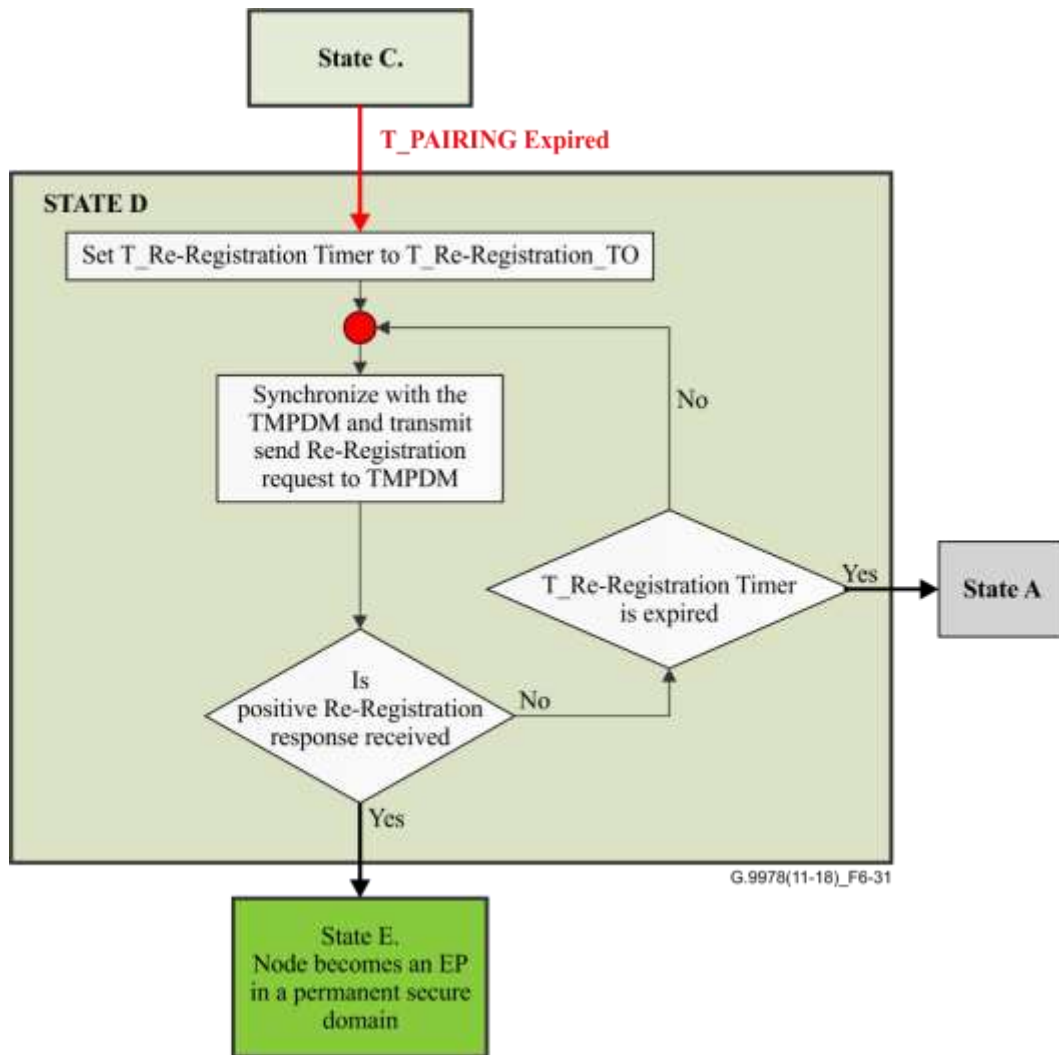 State C.
T_PAIRING Expired
STATE D
Set T_Re-Registration Timer to T_Re-Registration_TO
Synchronize with the
TMPDM and transmit
send Re-Registration
request to TMPDM
No
T_Re-Registration Timer
is expired
Yes
State A
Is
positive Re-Registration
response received
No
Yes
G.9978(11-18)_F6-31
State E.
Node becomes an EP
in a permanent secure
domain